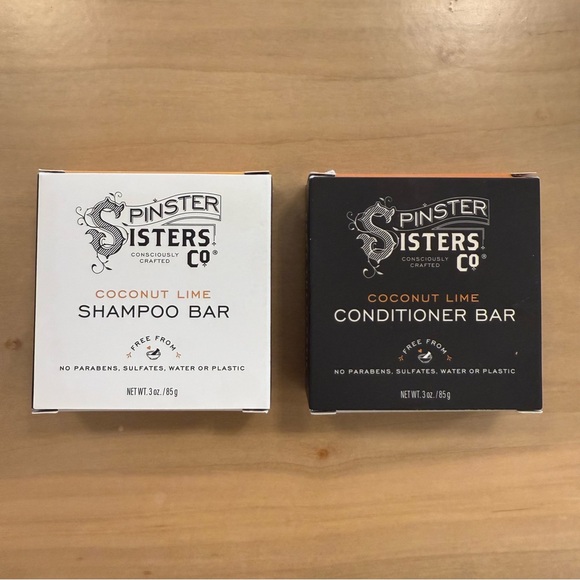 SPINSTER
SISTERS
CO®
CONSCIOUSLY
CRAFTED
COCONUT LIME
SHAMPOO BAR
FREE FROM
NO PARABENS, SULFATES, WATER OR PLASTIC
NET WT. 3 oz. / 85 g
SPINSTER
SISTERS
CO®
CONSCIOUSLY
CRAFTED
COCONUT LIME
CONDITIONER BAR
FREE FROM
NO PARABENS, SULFATES, WATER OR PLASTIC
NET WT. 3 oz. / 85 g